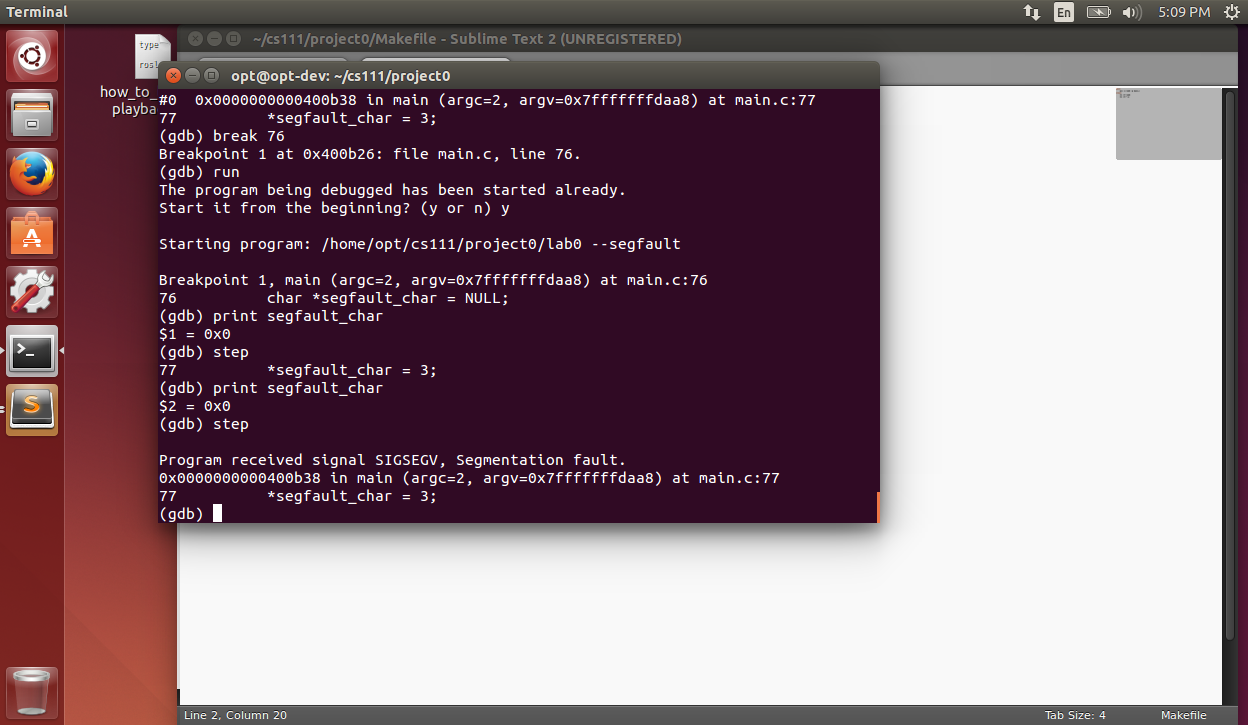 Terminal
En
5:09 PM
type
rosl
how_to_
playba
~/cs111/project0/Makefile - Sublime Text 2 (UNREGISTERED)
opt@opt-dev: ~/cs111/project0
#0  0x0000000000400b38 in main (argc=2, argv=0x7fffffffdaa8) at main.c:77
77          *segfault_char = 3;
(gdb) break 76
Breakpoint 1 at 0x400b26: file main.c, line 76.
(gdb) run
The program being debugged has been started already.
Start it from the beginning? (y or n) y
Starting program: /home/opt/cs111/project0/lab0 --segfault
Breakpoint 1, main (argc=2, argv=0x7fffffffdaa8) at main.c:76
76          char *segfault_char = NULL;
(gdb) print segfault_char
$1 = 0x0
(gdb) step
77          *segfault_char = 3;
(gdb) print segfault_char
$2 = 0x0
(gdb) step
Program received signal SIGSEGV, Segmentation fault.
0x0000000000400b38 in main (argc=2, argv=0x7fffffffdaa8) at main.c:77
77          *segfault_char = 3;
(gdb)
Line 2, Column 20
Tab Size: 4
Makefile